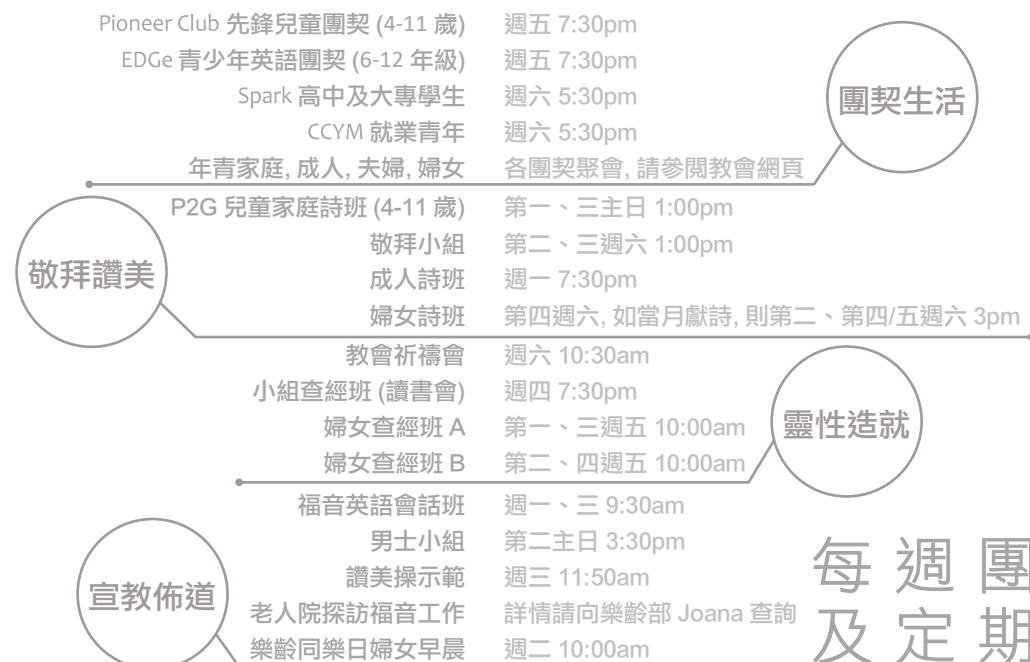 Pioneer Club 先鋒兒童團契 (4-11 歲) 週五 7:30pm
EDGe 青少年英語團契 (6-12 年級) 週五 7:30pm
Spark 高中及大專學生 週六 5:30pm
CCYM 就業青年 週六 5:30pm
年青家庭, 成人, 夫婦, 婦女 各團契聚會, 請參閱教會網頁
團契生活
P2G 兒童家庭詩班 (4-11 歲) 第一、三主日 1:00pm
敬拜小組 第二、三週六 1:00pm
成人詩班 週一 7:30pm
婦女詩班 第四週六, 如當月獻詩, 則第二、第四/五週六 3pm
敬拜讚美
教會祈禱會 週六 10:30am
小組查經班 (讀書會) 週四 7:30pm
婦女查經班 A 第一、三週五 10:00am
婦女查經班 B 第二、四週五 10:00am
靈性造就
福音英語會話班 週一、三 9:30am
男士小組 第二主日 3:30pm
讚美操示範 週三 11:50am
老人院探訪福音工作 詳情請向樂齡部 Joana 查詢
樂齡同樂日婦女早晨 週二 10:00am
宣教佈道
每週團
及定期